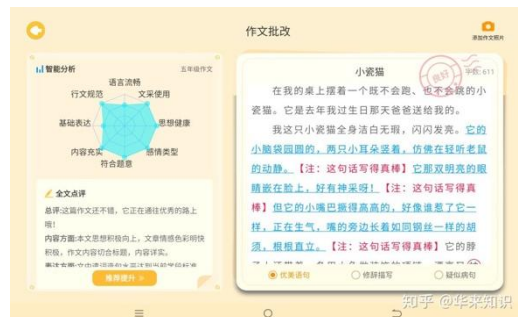 作文批改
添加作文照片
智能分析
五年级作文
语言流畅
行文规范
文采使用
基础表达
思想健康
内容充实
感情类型
符合题意
全文点评
总评:这篇作文还不错，它正在通往优秀的路上
哦!
内容方面:本文思想积极向上，文章情感色彩明快
积极，作文内容切合标题，内容详实。
推荐提升 >
小瓷猫
良好
字数: 611
在我的桌上摆着一个既不会跑、也不会跳的小
瓷猫。它是去年我过生日那天爸爸送给我的。
我这只小瓷猫全身洁白无瑕，闪闪发亮。它的
小脑袋园圆的，两只小耳朵竖着，仿佛在轻听老鼠
的动静。【注：这句话写得真棒】它那双明亮的眼
睛嵌在脸上，好有神采呀！【注：这句话写得真
棒】但它的小嘴巴撅得高高的，好像谁惹了它一
样，正在生气，嘴的旁边长着如同钢丝一样的胡
须，根根直立。【注：这句话写得真棒】它的脖
优美语句
修辞描写
疑似病句
知乎 @华来知识